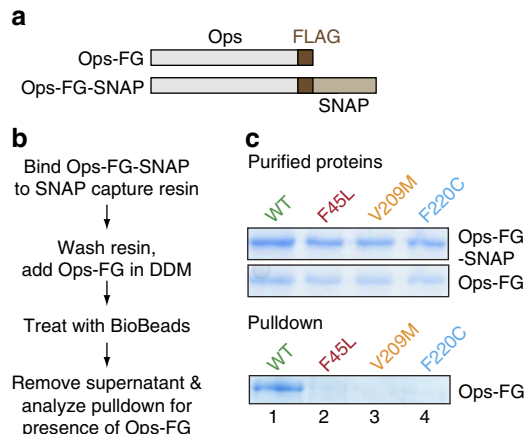 a
Ops FLAG
Ops-FG
Ops-FG-SNAP
SNAP
b
Bind Ops-FG-SNAP
to SNAP capture resin
Wash resin,
add Ops-FG in DDM
Treat with BioBeads
Remove supernatant &
analyze pulldown for
presence of Ops-FG
c
Purified proteins
WT F45L V209M F220C
Ops-FG
-SNAP
Ops-FG
Pulldown
WT F45L V209M F220C
Ops-FG
1 2 3 4